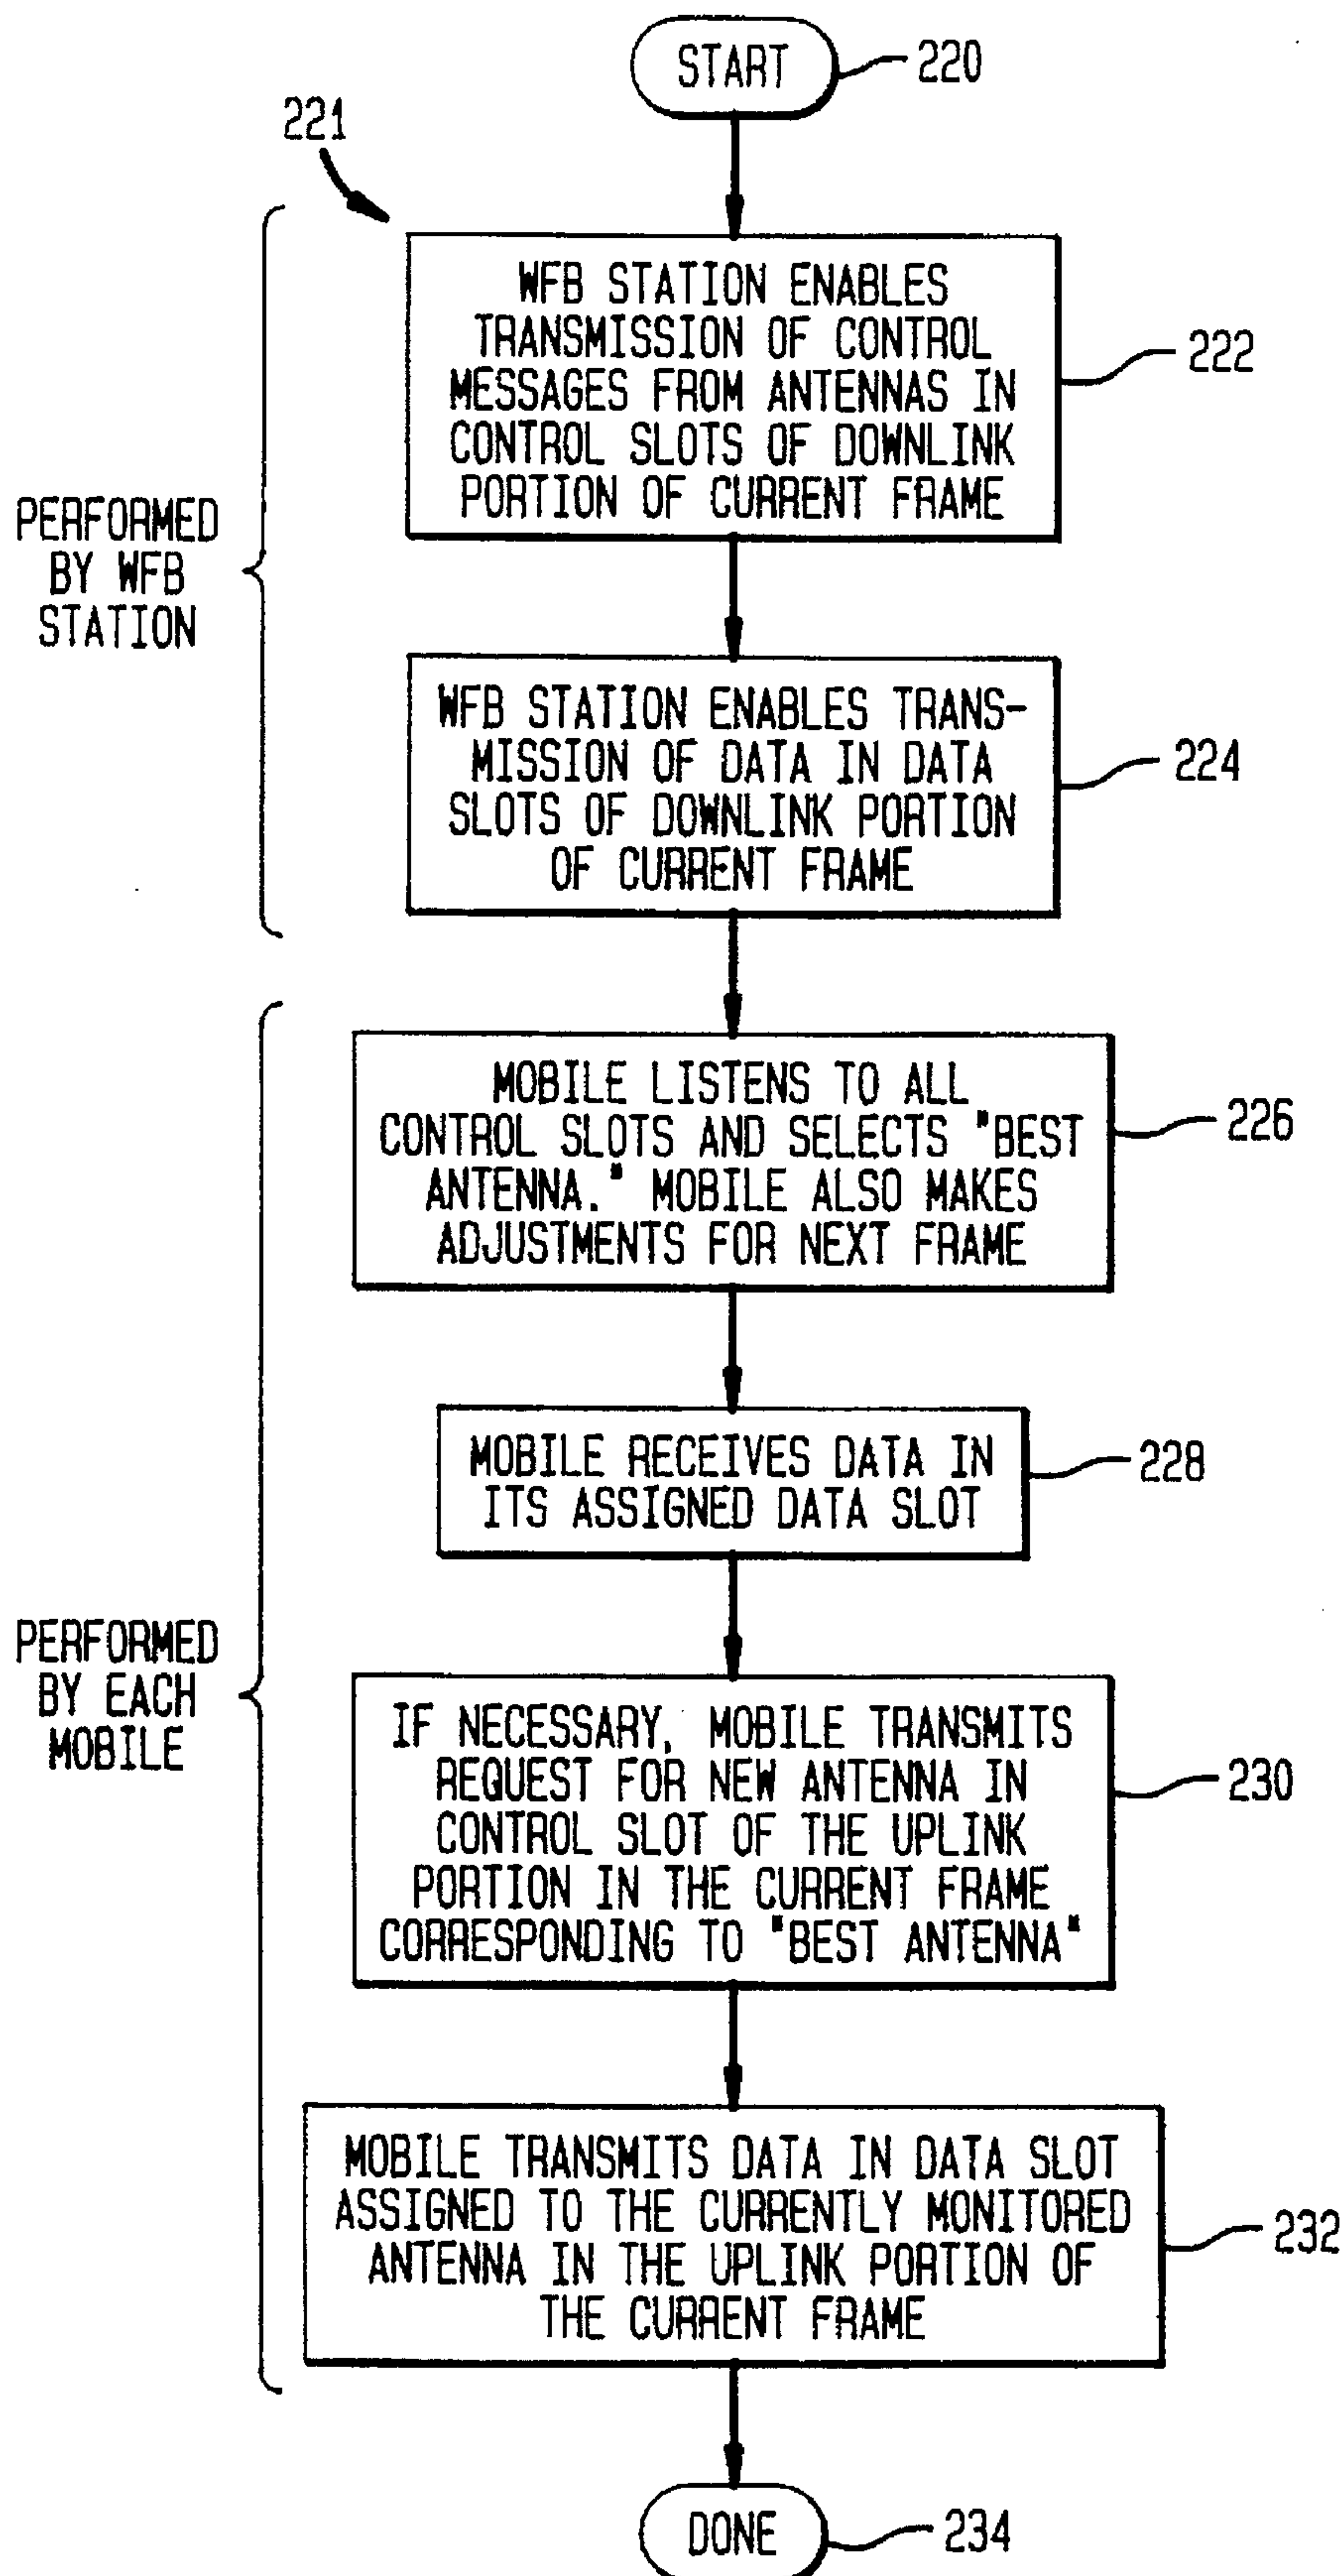 START
220
221
WFB STATION ENABLES
TRANSMISSION OF CONTROL
MESSAGES FROM ANTENNAS IN
CONTROL SLOTS OF DOWNLINK
PORTION OF CURRENT FRAME
222
PERFORMED
BY WFB
STATION
WFB STATION ENABLES TRANS-
MISSION OF DATA IN DATA
SLOTS OF DOWNLINK PORTION
OF CURRENT FRAME
224
MOBILE LISTENS TO ALL
CONTROL SLOTS AND SELECTS "BEST
ANTENNA." MOBILE ALSO MAKES
ADJUSTMENTS FOR NEXT FRAME
226
MOBILE RECEIVES DATA IN
ITS ASSIGNED DATA SLOT
228
PERFORMED
BY EACH
MOBILE
IF NECESSARY, MOBILE TRANSMITS
REQUEST FOR NEW ANTENNA IN
CONTROL SLOT OF THE UPLINK
PORTION IN THE CURRENT FRAME
CORRESPONDING TO "BEST ANTENNA"
230
MOBILE TRANSMITS DATA IN DATA SLOT
ASSIGNED TO THE CURRENTLY MONITORED
ANTENNA IN THE UPLINK PORTION OF
THE CURRENT FRAME
232
DONE
234